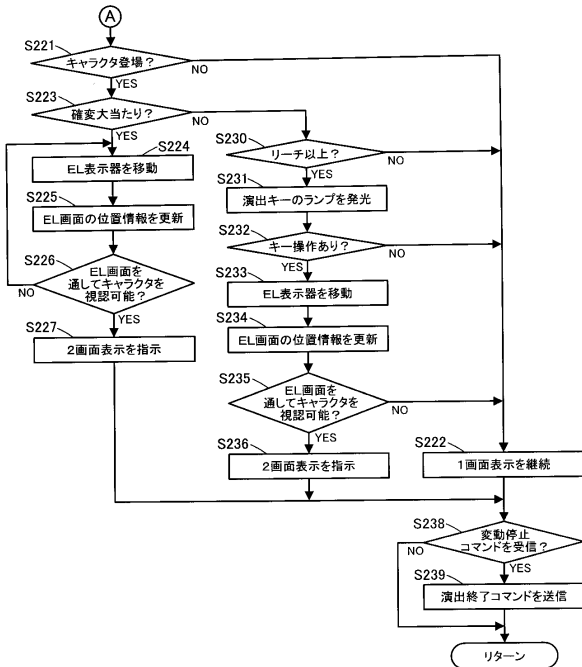 A
S221
キャラクタ登場？
NO
YES
S223
確変大当たり？
NO
YES
S224
EL表示器を移動
S225
EL画面の位置情報を更新
S226
EL画面を
通してキャラクタを
視認可能？
NO
YES
S227
2画面表示を指示
S230
リーチ以上？
NO
YES
S231
演出キーのランプを発光
S232
キー操作あり？
NO
YES
S233
EL表示器を移動
S234
EL画面の位置情報を更新
S235
EL画面を
通してキャラクタを
視認可能？
NO
YES
S236
2画面表示を指示
S222
1画面表示を継続
S238
変動停止
コマンドを受信？
NO
YES
S239
演出終了コマンドを送信
リターン